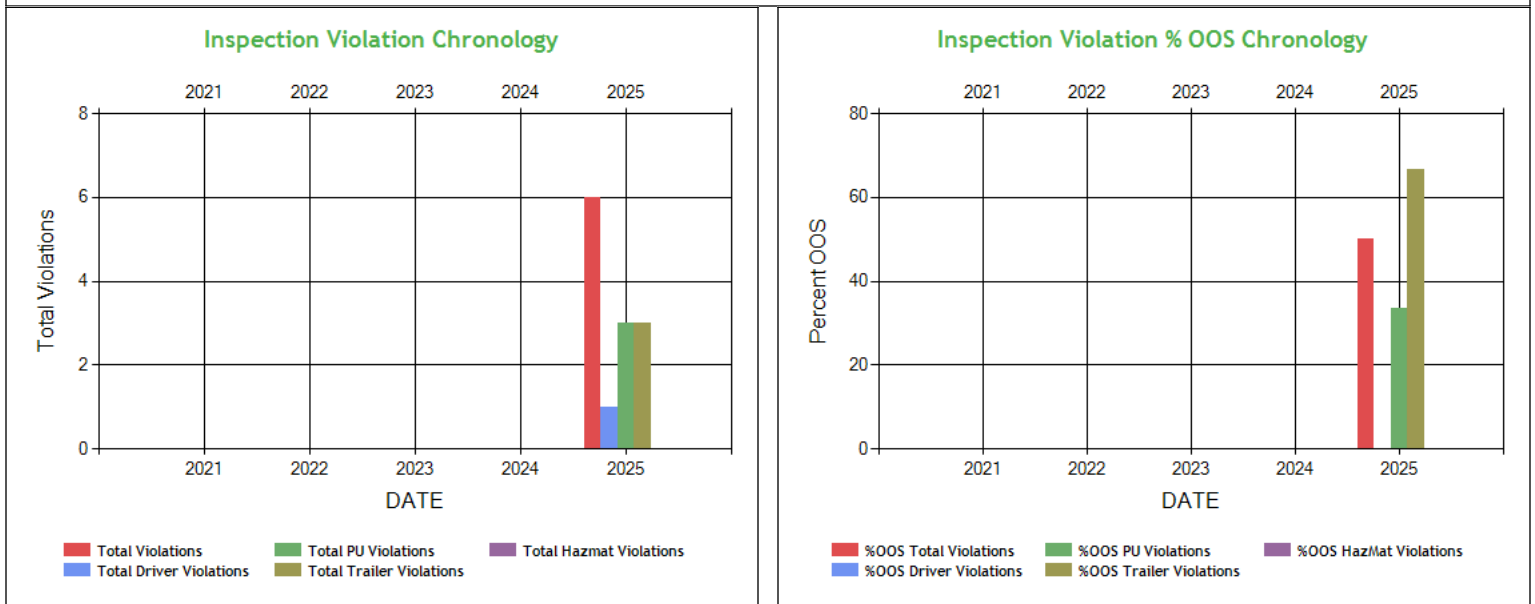 Inspection Violation Chronology
2021 2022 2023 2024 2025
8
6
4
2
0
Total Violations
2021 2022 2023 2024 2025
DATE
Total Violations Total PU Violations Total Hazmat Violations
Total Driver Violations Total Trailer Violations
Inspection Violation % OOS Chronology
2021 2022 2023 2024 2025
80
60
40
20
0
Percent OOS
2021 2022 2023 2024 2025
DATE
%OOS Total Violations %OOS PU Violations %OOS HazMat Violations
%OOS Driver Violations %OOS Trailer Violations